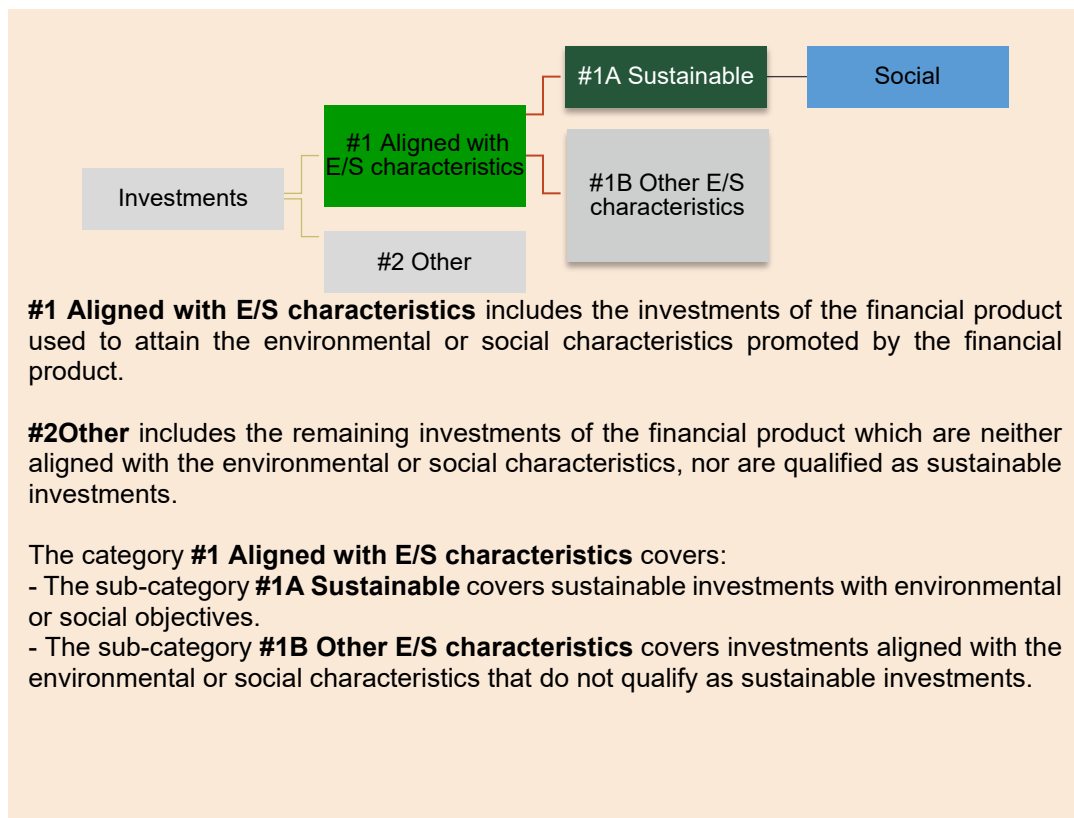 #1A Sustainable
Social
#1 Aligned with
E/S characteristics
#1B Other E/S
characteristics
Investments
#2 Other
#1 Aligned with E/S characteristics includes the investments of the financial product
used to attain the environmental or social characteristics promoted by the financial
product.
#2Other includes the remaining investments of the financial product which are neither
aligned with the environmental or social characteristics, nor are qualified as sustainable
investments.
The category #1 Aligned with E/S characteristics covers:
- The sub-category #1A Sustainable covers sustainable investments with environmental
or social objectives.
- The sub-category #1B Other E/S characteristics covers investments aligned with the
environmental or social characteristics that do not qualify as sustainable investments.